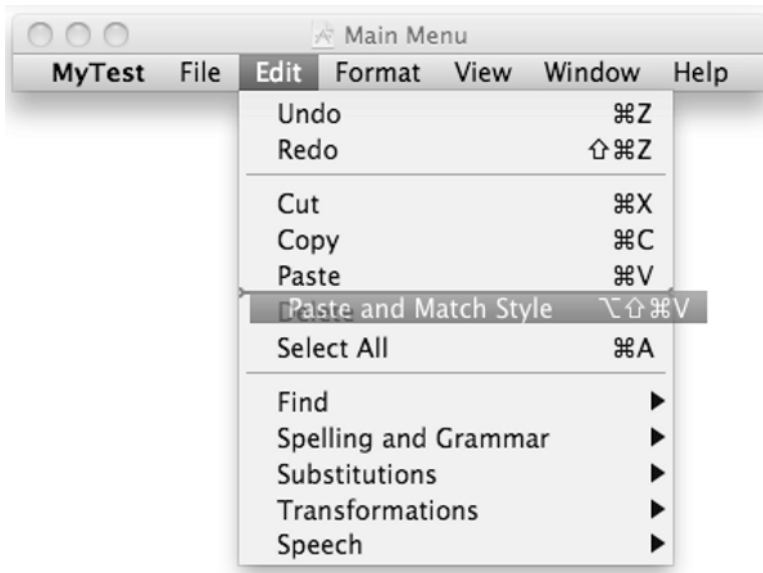 Main Menu
MyTest File Edit Format View Window Help
Undo ⌘Z
Redo ⇧⌘Z
Cut ⌘X
Copy ⌘C
Paste ⌘V
Paste and Match Style ⌥⇧⌘V
Delete
Select All ⌘A
Find ▶
Spelling and Grammar ▶
Substitutions ▶
Transformations ▶
Speech ▶